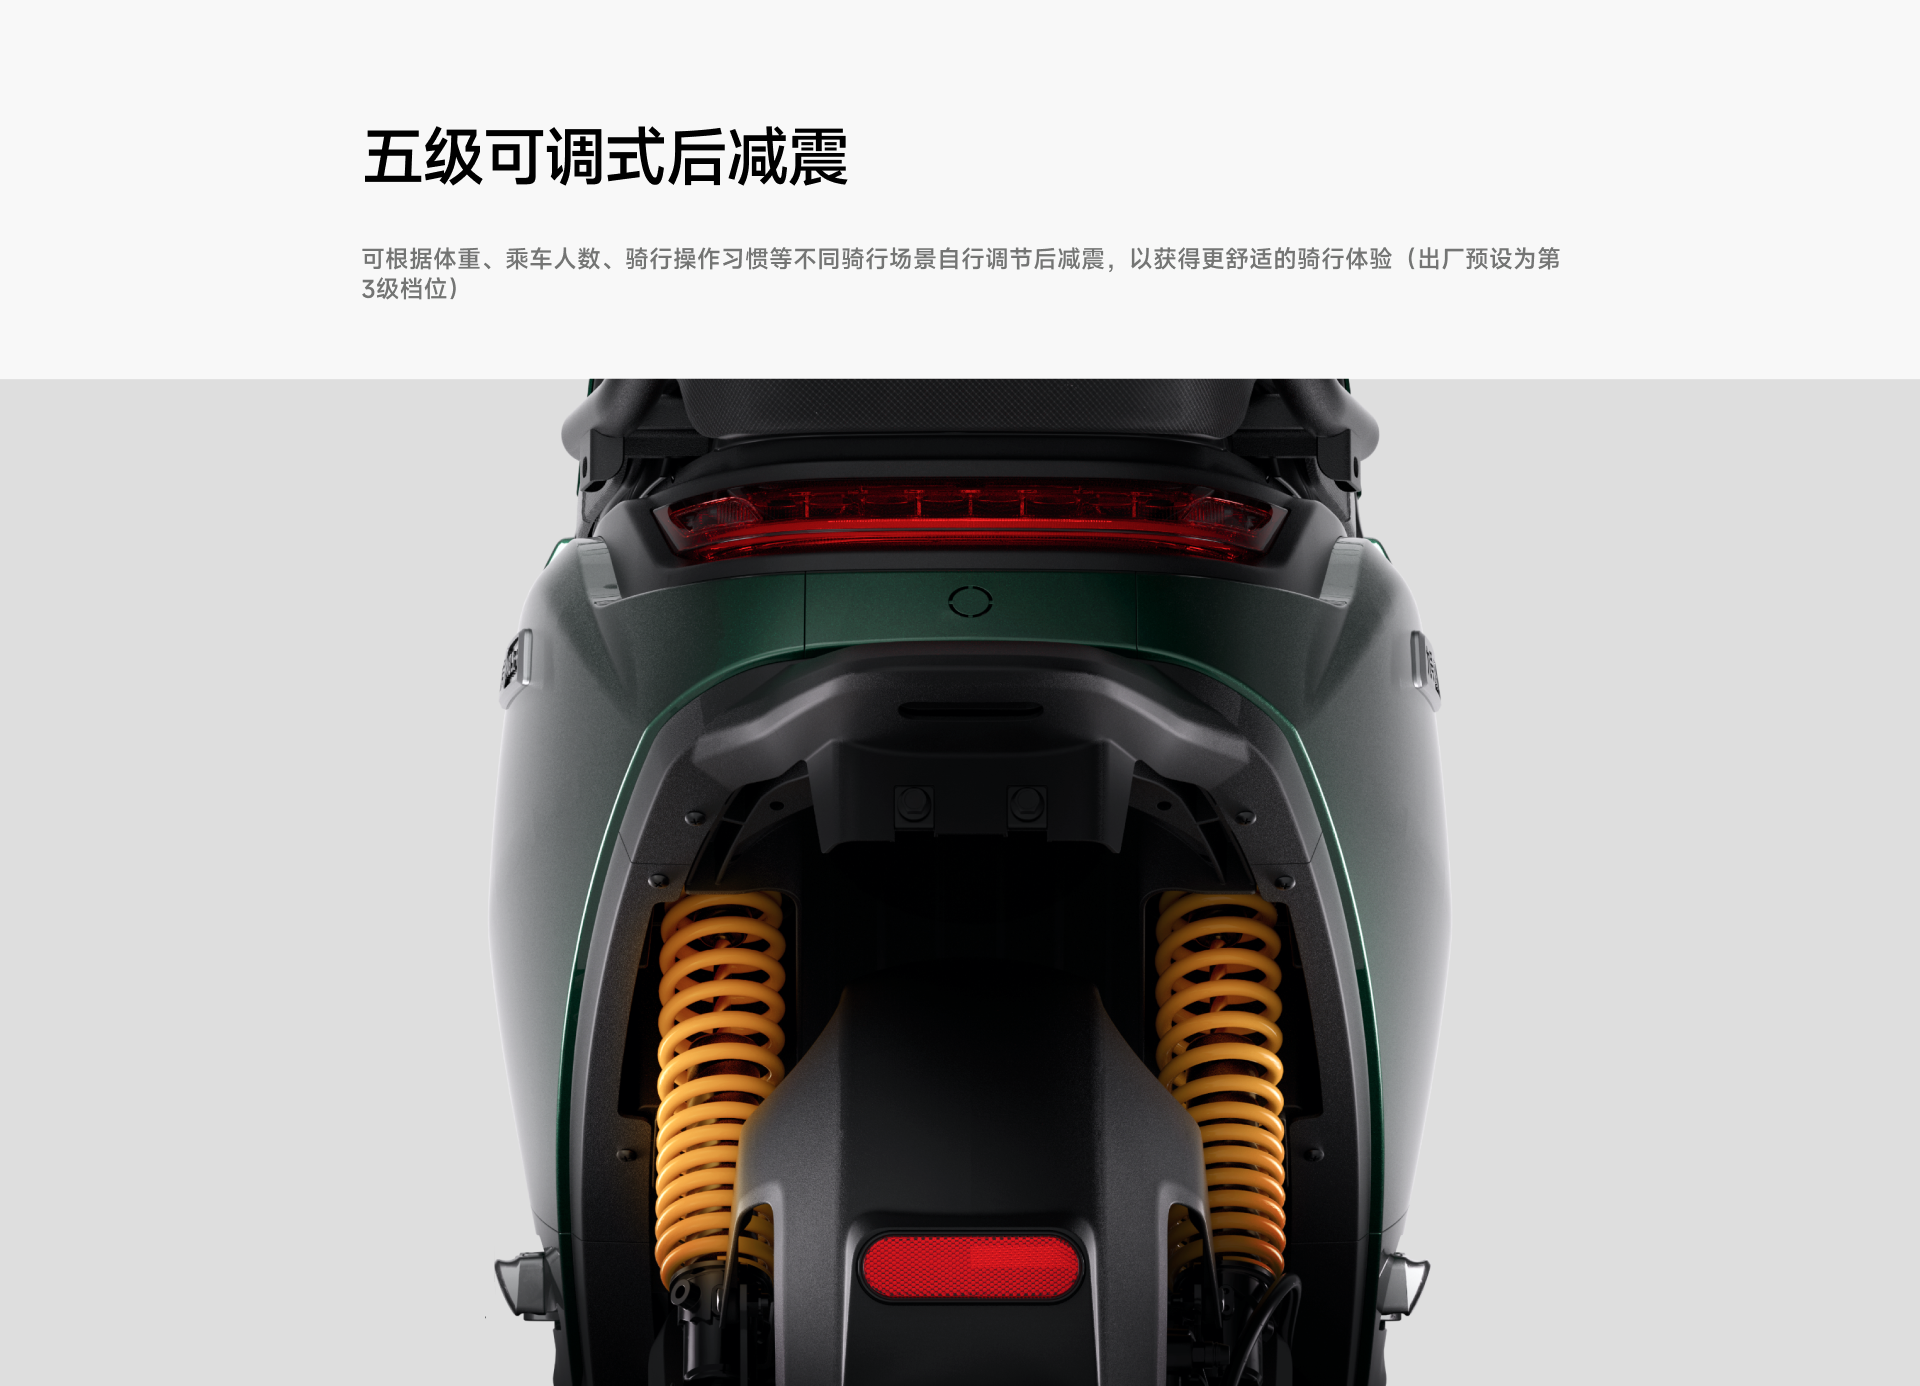 五级可调式后减震
可根据体重、乘车人数、骑行操作习惯等不同骑行场景自行调节后减震，以获得更舒适的骑行体验（出厂预设为第
3级档位）